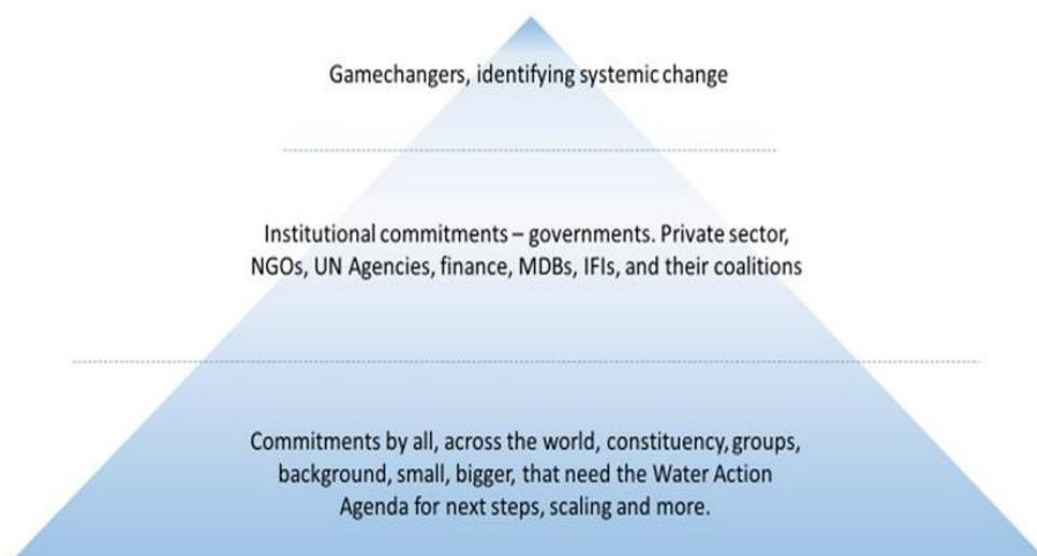 Gamechangers, identifying systemic change
Institutional commitments – governments. Private sector,
NGOs, UN Agencies, finance, MDBs, IFIs, and their coalitions
Commitments by all, across the world, constituency, groups,
background, small, bigger, that need the Water Action
Agenda for next steps, scaling and more.